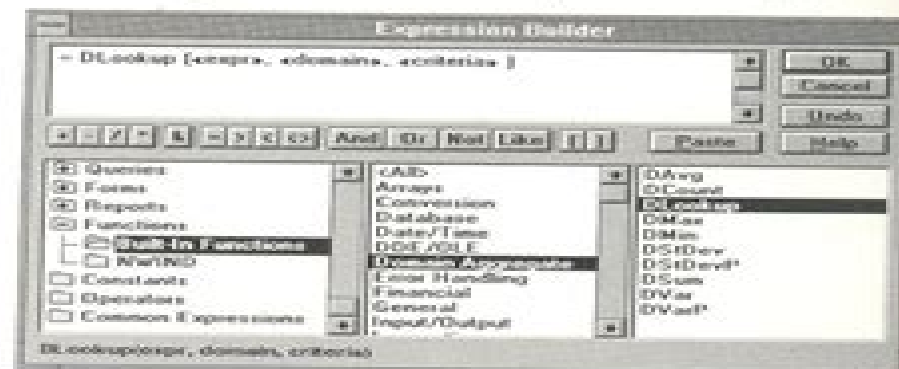 Expression Builder
= DLookup («expr», «domain», «criteria» )
OK
Cancel
Undo
Help
+ - / * & = > < <> And Or Not Like ( ) Paste
Queries
Forms
Reports
Functions
Built-In Functions
NWIND
Constants
Operators
Common Expressions
<All>
Arrays
Conversion
Database
Date/Time
DDE/OLE
Domain Aggregate
Error Handling
Financial
General
Input/Output
DAvg
DCount
DLookup
DMax
DMin
DStDev
DStDevP
DSum
DVar
DVarP
DLookup(expr, domain, criteria)